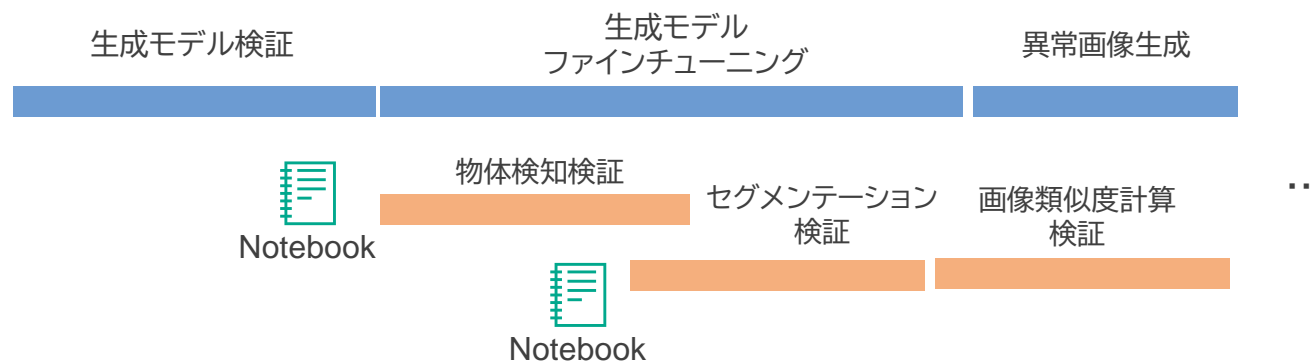 生成モデル検証
生成モデル
ファインチューニング
異常画像生成
物体検知検証
セグメンテーション
検証
画像類似度計算
検証
Notebook
Notebook
..